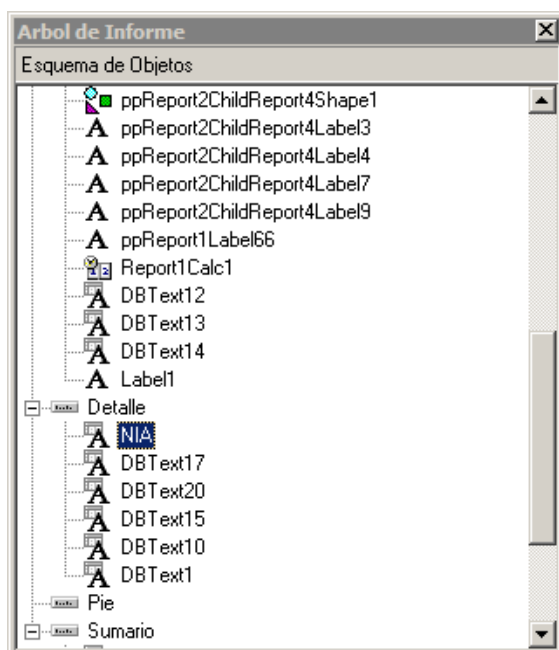 Arbol de Informe
Esquema de Objetos
ppReport2ChildReport4Shape1
ppReport2ChildReport4Label3
ppReport2ChildReport4Label4
ppReport2ChildReport4Label7
ppReport2ChildReport4Label9
ppReport1Label66
Report1Calc1
DBText12
DBText13
DBText14
Label1
Detalle
NIA
DBText17
DBText20
DBText15
DBText10
DBText1
Pie
Sumario